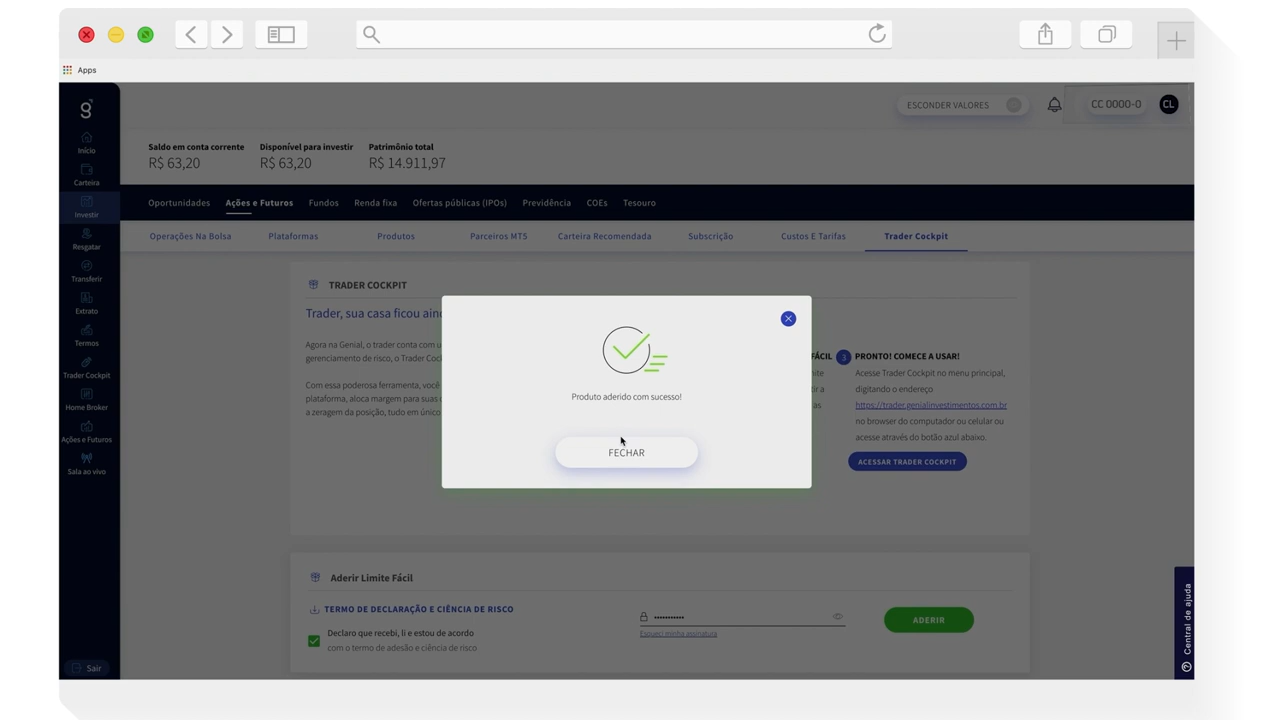 Apps
g
ESCONDER VALORES
CC 0000-0
CL
Início
Carteira
Investir
Resgatar
Transferir
Extrato
Termos
Trader Cockpit
Home Broker
Ações e Futuros
Sala ao vivo
Sair
Saldo em conta corrente
R$ 63,20
Disponível para investir
R$ 63,20
Patrimônio total
R$ 14.911,97
Oportunidades
Ações e Futuros
Fundos
Renda fixa
Ofertas públicas (IPOs)
Previdência
COEs
Tesouro
Operações Na Bolsa
Plataformas
Produtos
Parceiros MT5
Carteira Recomendada
Subscrição
Custos E Tarifas
Trader Cockpit
TRADER COCKPIT
Trader, sua casa ficou
Agora na Genial, o trader conta com
gerenciamento de risco, o Trader
Com essa poderosa ferramenta, você
plataforma, aloca margem para suas
a zeragem da posição, tudo em único
FÁCIL
3 PRONTO! COMECE A USAR!
Acesse Trader Cockpit no menu principal,
digitando o endereço
https://trader.genialinvestimentos.com.br
no browser do computador ou celular ou
acesse através do botão azul abaixo.
ACESSAR TRADER COCKPIT
Produto aderido com sucesso!
FECHAR
Aderir Limite Fácil
TERMO DE DECLARAÇÃO E CIÊNCIA DE RISCO
Declaro que recebi, li e estou de acordo
com o termo de adesão e ciência de risco
Esqueci minha assinatura
ADERIR
Central de ajuda